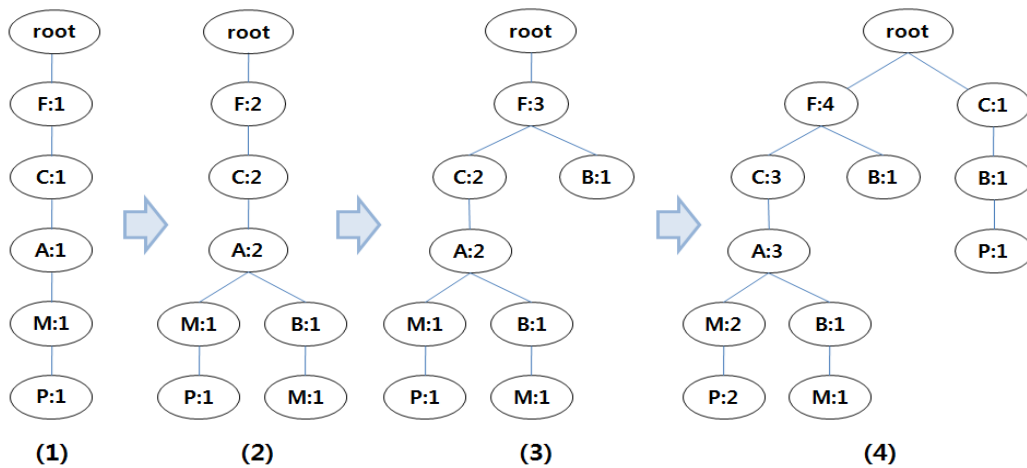 root root root root
F:1 F:2 F:3 F:4 C:1
C:1 C:2 C:2 B:1 C:3 B:1 B:1
A:1 A:2 A:2 A:3 P:1
M:1 M:1 B:1 M:1 B:1 M:2 B:1
P:1 P:1 M:1 P:1 M:1 P:2 M:1
(1) (2) (3) (4)